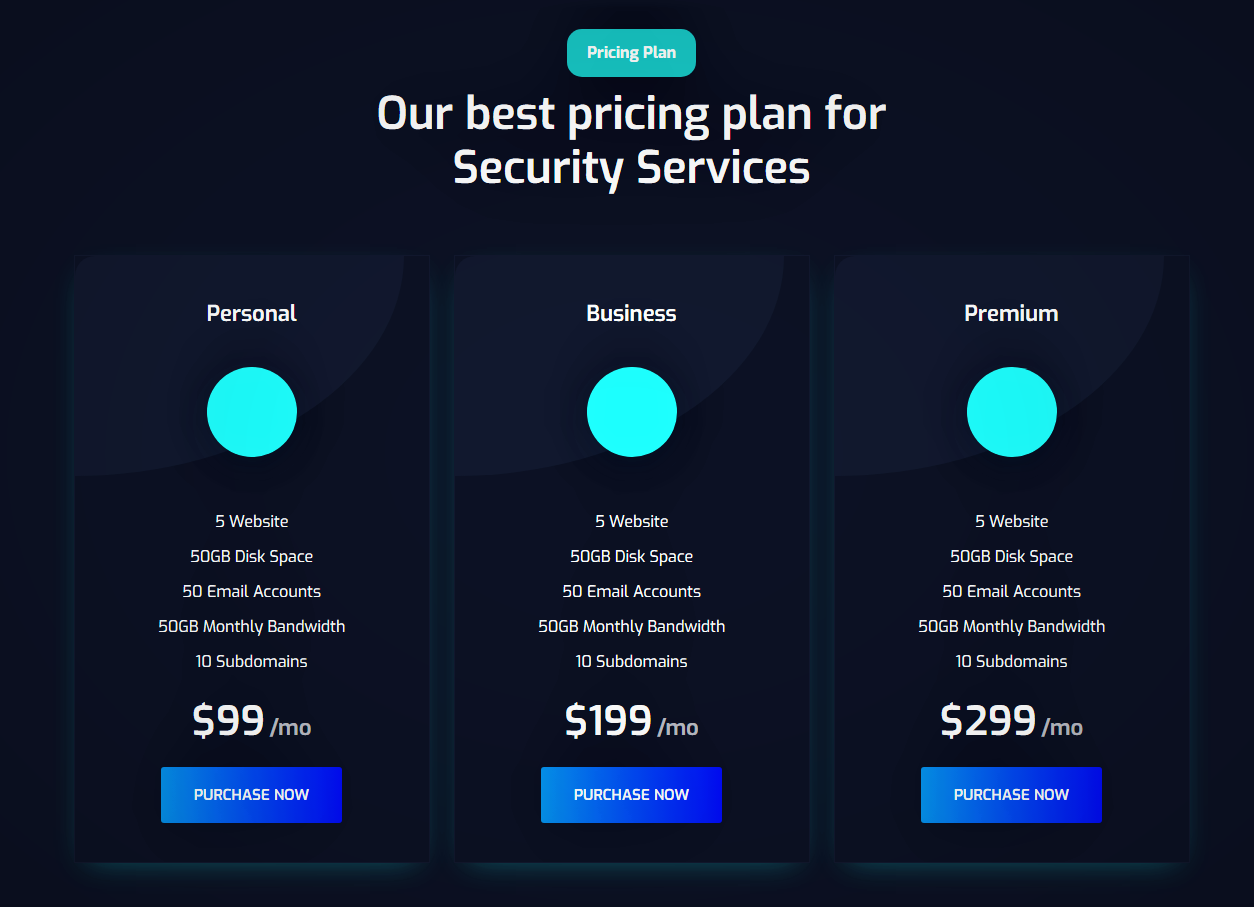 Pricing Plan
Our best pricing plan for
Security Services
Personal
5 Website
50GB Disk Space
50 Email Accounts
50GB Monthly Bandwidth
10 Subdomains
$99 /mo
PURCHASE NOW
Business
5 Website
50GB Disk Space
50 Email Accounts
50GB Monthly Bandwidth
10 Subdomains
$199 /mo
PURCHASE NOW
Premium
5 Website
50GB Disk Space
50 Email Accounts
50GB Monthly Bandwidth
10 Subdomains
$299 /mo
PURCHASE NOW